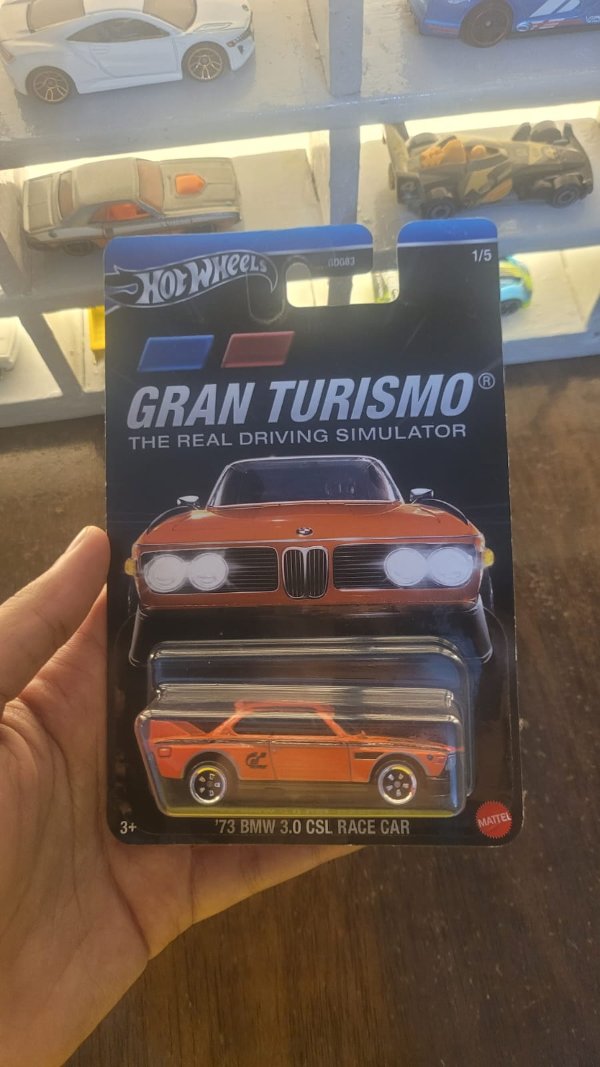 HOT WHEELS
GDG83
1/5
GRAN TURISMO®
THE REAL DRIVING SIMULATOR
3+
'73 BMW 3.0 CSL RACE CAR
MATTEL